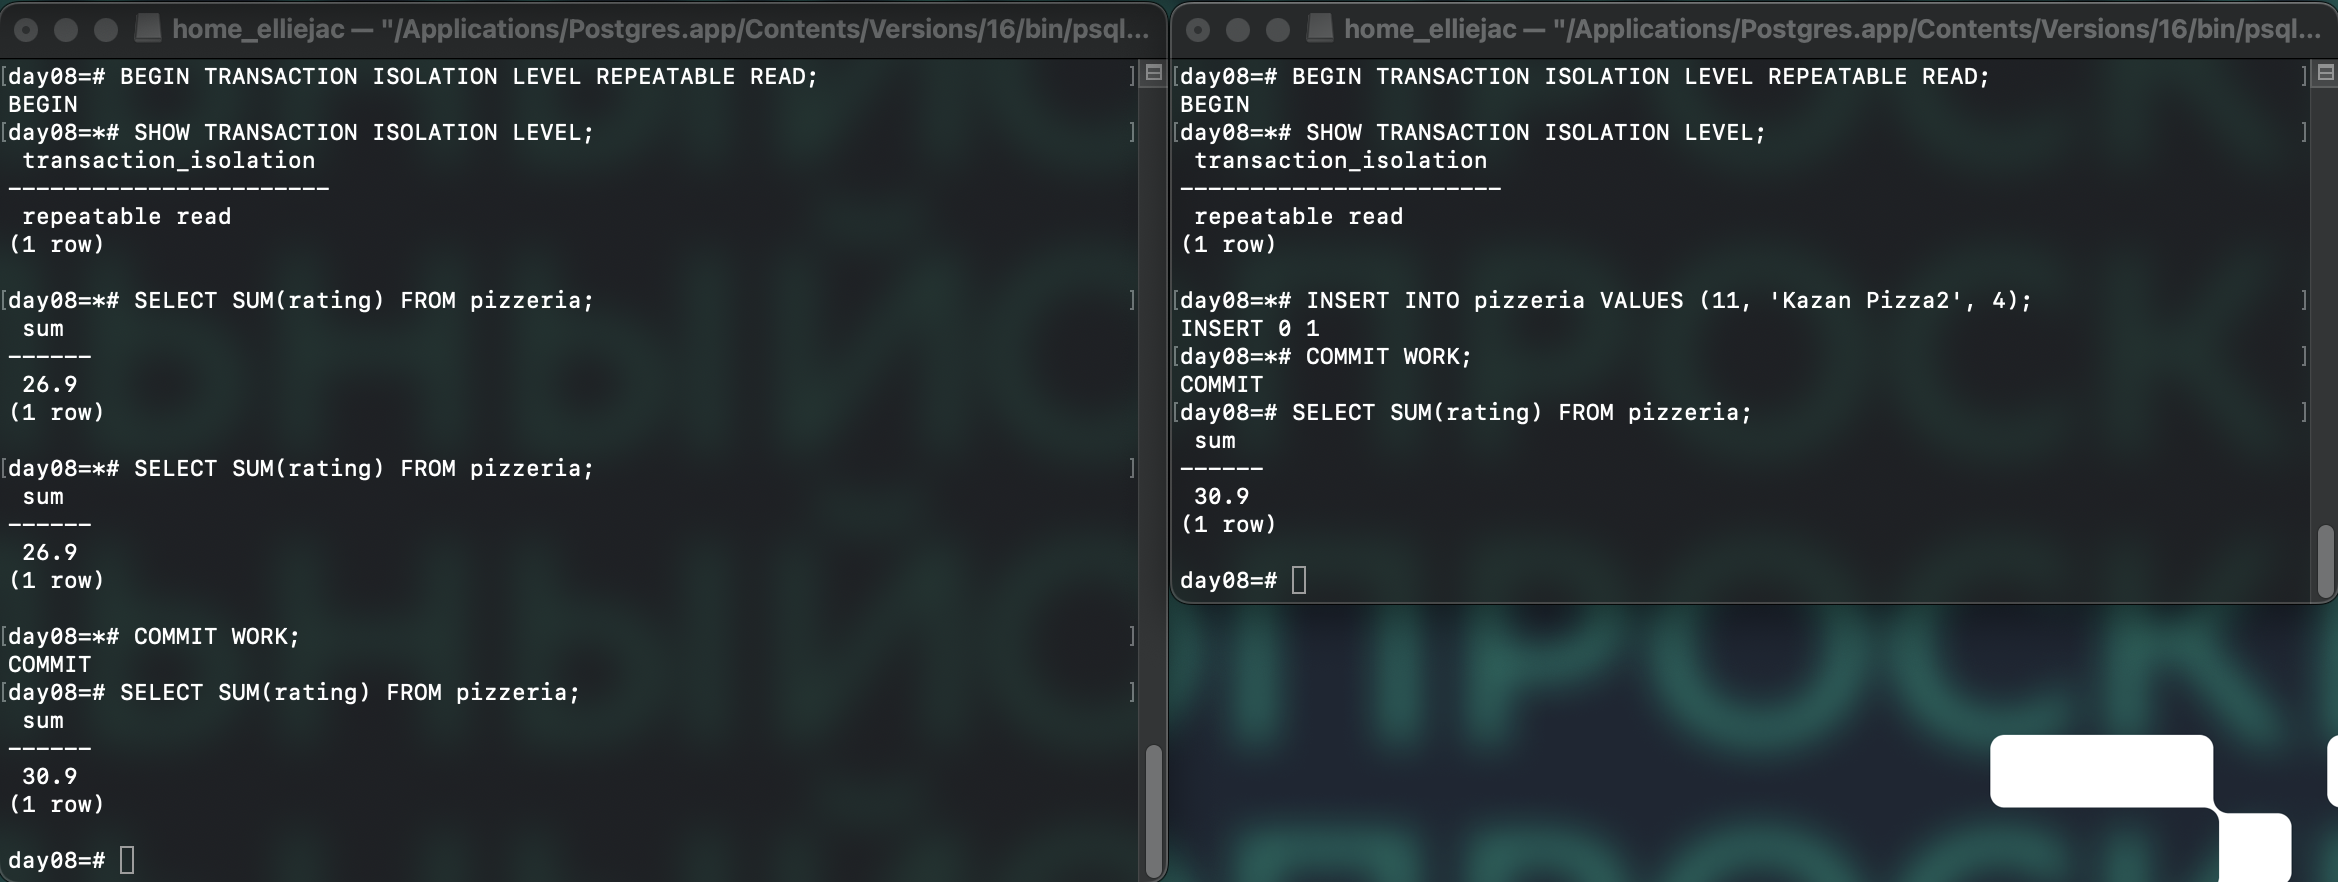 home_elliejac — "/Applications/Postgres.app/Contents/Versions/16/bin/psql...
[day08=# BEGIN TRANSACTION ISOLATION LEVEL REPEATABLE READ; ]
BEGIN
[day08=*# SHOW TRANSACTION ISOLATION LEVEL; ]
transaction_isolation
-----------------------
repeatable read
(1 row)
[day08=*# SELECT SUM(rating) FROM pizzeria; ]
sum
------
26.9
(1 row)
[day08=*# SELECT SUM(rating) FROM pizzeria; ]
sum
------
26.9
(1 row)
[day08=*# COMMIT WORK; ]
COMMIT
[day08=# SELECT SUM(rating) FROM pizzeria; ]
sum
------
30.9
(1 row)
day08=#
home_elliejac — "/Applications/Postgres.app/Contents/Versions/16/bin/psql...
[day08=# BEGIN TRANSACTION ISOLATION LEVEL REPEATABLE READ; ]
BEGIN
[day08=*# SHOW TRANSACTION ISOLATION LEVEL; ]
transaction_isolation
-----------------------
repeatable read
(1 row)
[day08=*# INSERT INTO pizzeria VALUES (11, 'Kazan Pizza2', 4); ]
INSERT 0 1
[day08=*# COMMIT WORK; ]
COMMIT
[day08=# SELECT SUM(rating) FROM pizzeria; ]
sum
------
30.9
(1 row)
day08=#